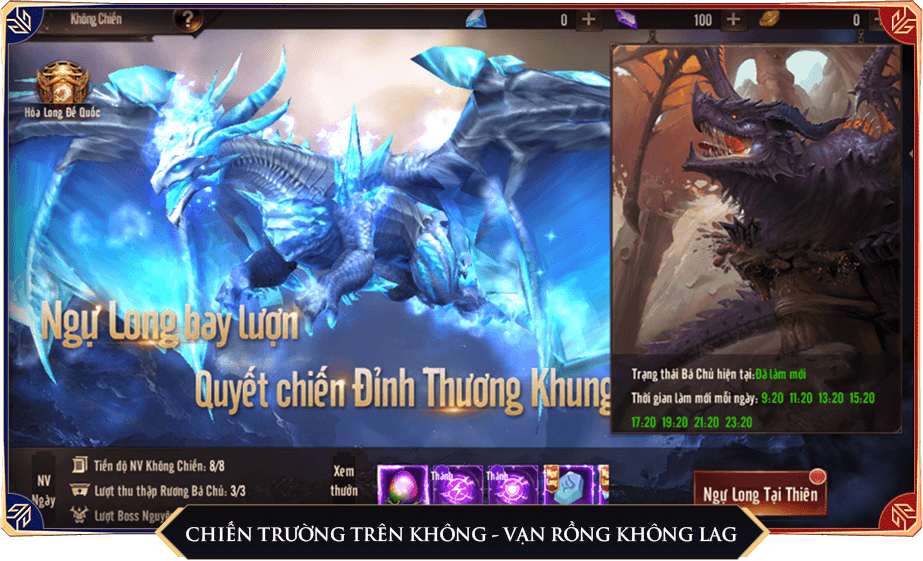 Không Chiến ? 0 + 100 + 0
Hỏa Long Đế Quốc
Ngự Long bay lượn
Quyết chiến Đỉnh Thương Khung
Trạng thái Bá Chủ hiện tại:Đã làm mới
Thời gian làm mới mỗi ngày: 9:20 11:20 13:20 15:20
17:20 19:20 21:20 23:20
NV
Ngày
Tiến độ NV Không Chiến: 8/8
Lượt thu thập Rương Bá Chủ: 3/3
Lượt Boss
Xem
thưởn
Thánh
Thánh
Ngự Long Tại Thiên
CHIẾN TRƯỜNG TRÊN KHÔNG - VẠN RỒNG KHÔNG LAG